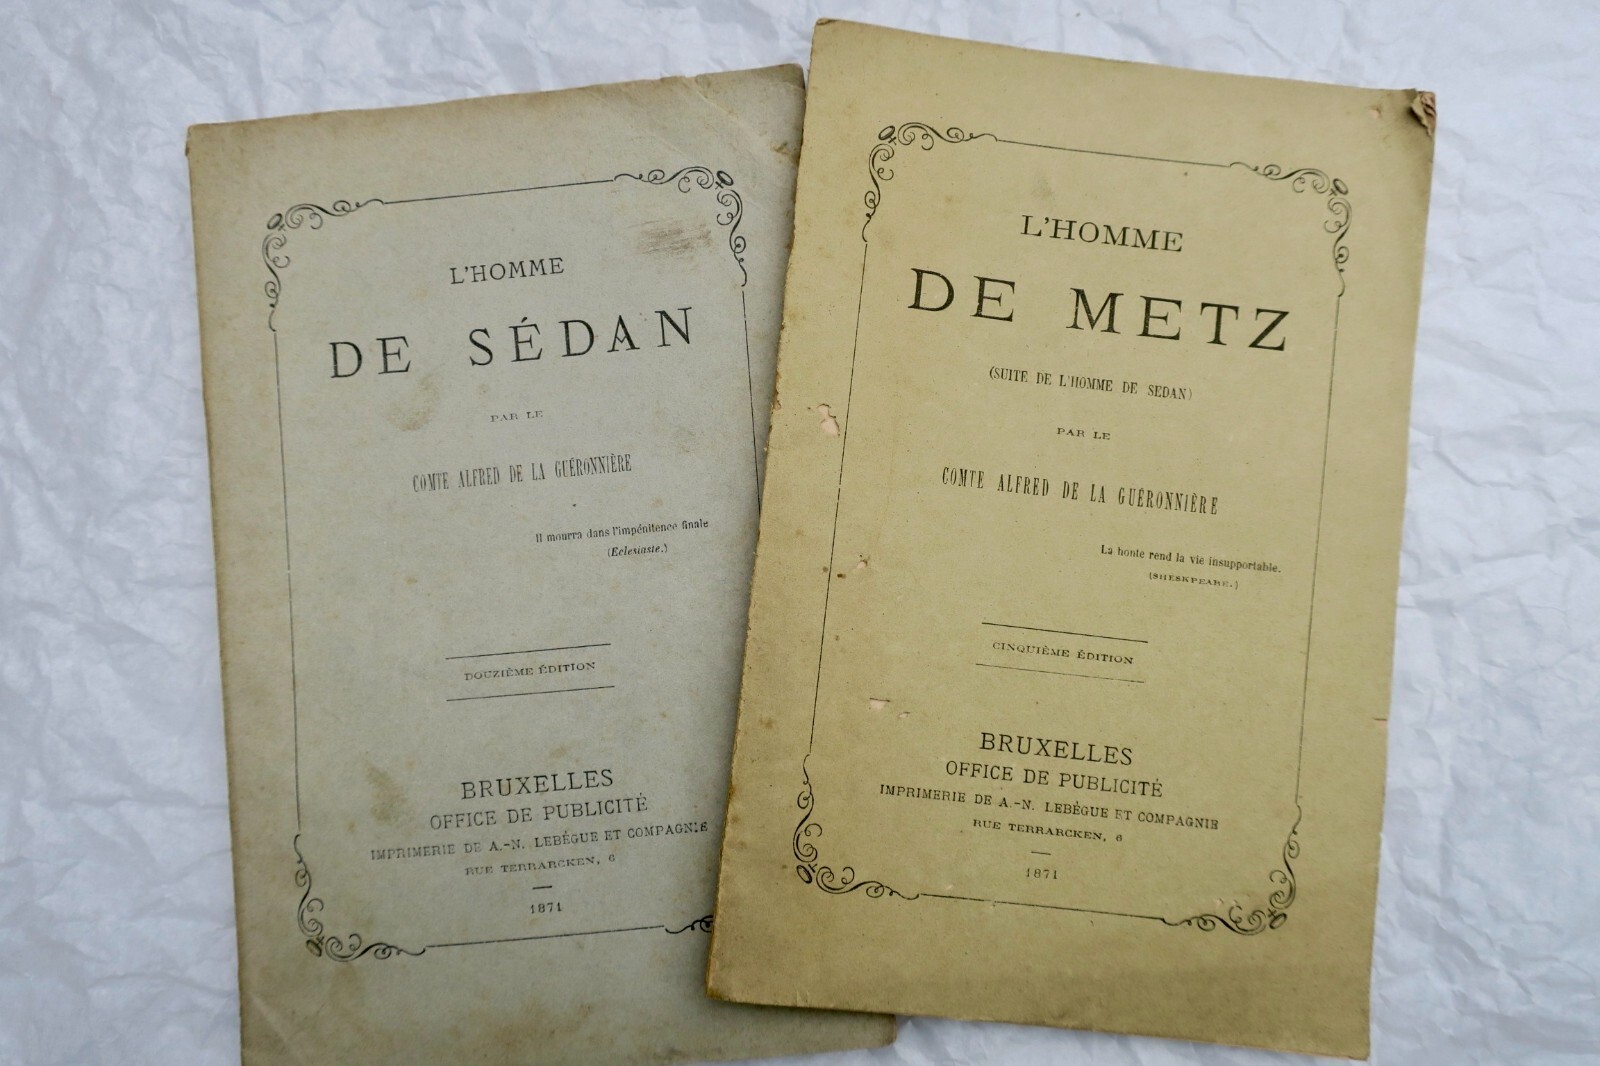 L'HOMME
DE SÉDAN
PAR LE
COMTE ALFRED DE LA GUÉRONNIÈRE
Il mourra dans l'impénitence finale
(Eclesiaste.)
DOUZIÈME ÉDITION
BRUXELLES
OFFICE DE PUBLICITÉ
IMPRIMERIE DE A.-N. LEBÈGUE ET COMPAGNIE
RUE TERRARCKEN, 6
1871
L'HOMME
DE METZ
(SUITE DE L'HOMME DE SEDAN)
PAR LE
COMTE ALFRED DE LA GUÉRONNIÈRE
La honte rend la vie insupportable.
(SHESKPEARE.)
CINQUIÈME ÉDITION
BRUXELLES
OFFICE DE PUBLICITÉ
IMPRIMERIE DE A.-N. LEBÈGUE ET COMPAGNIE
RUE TERRARCKEN, 6
1871